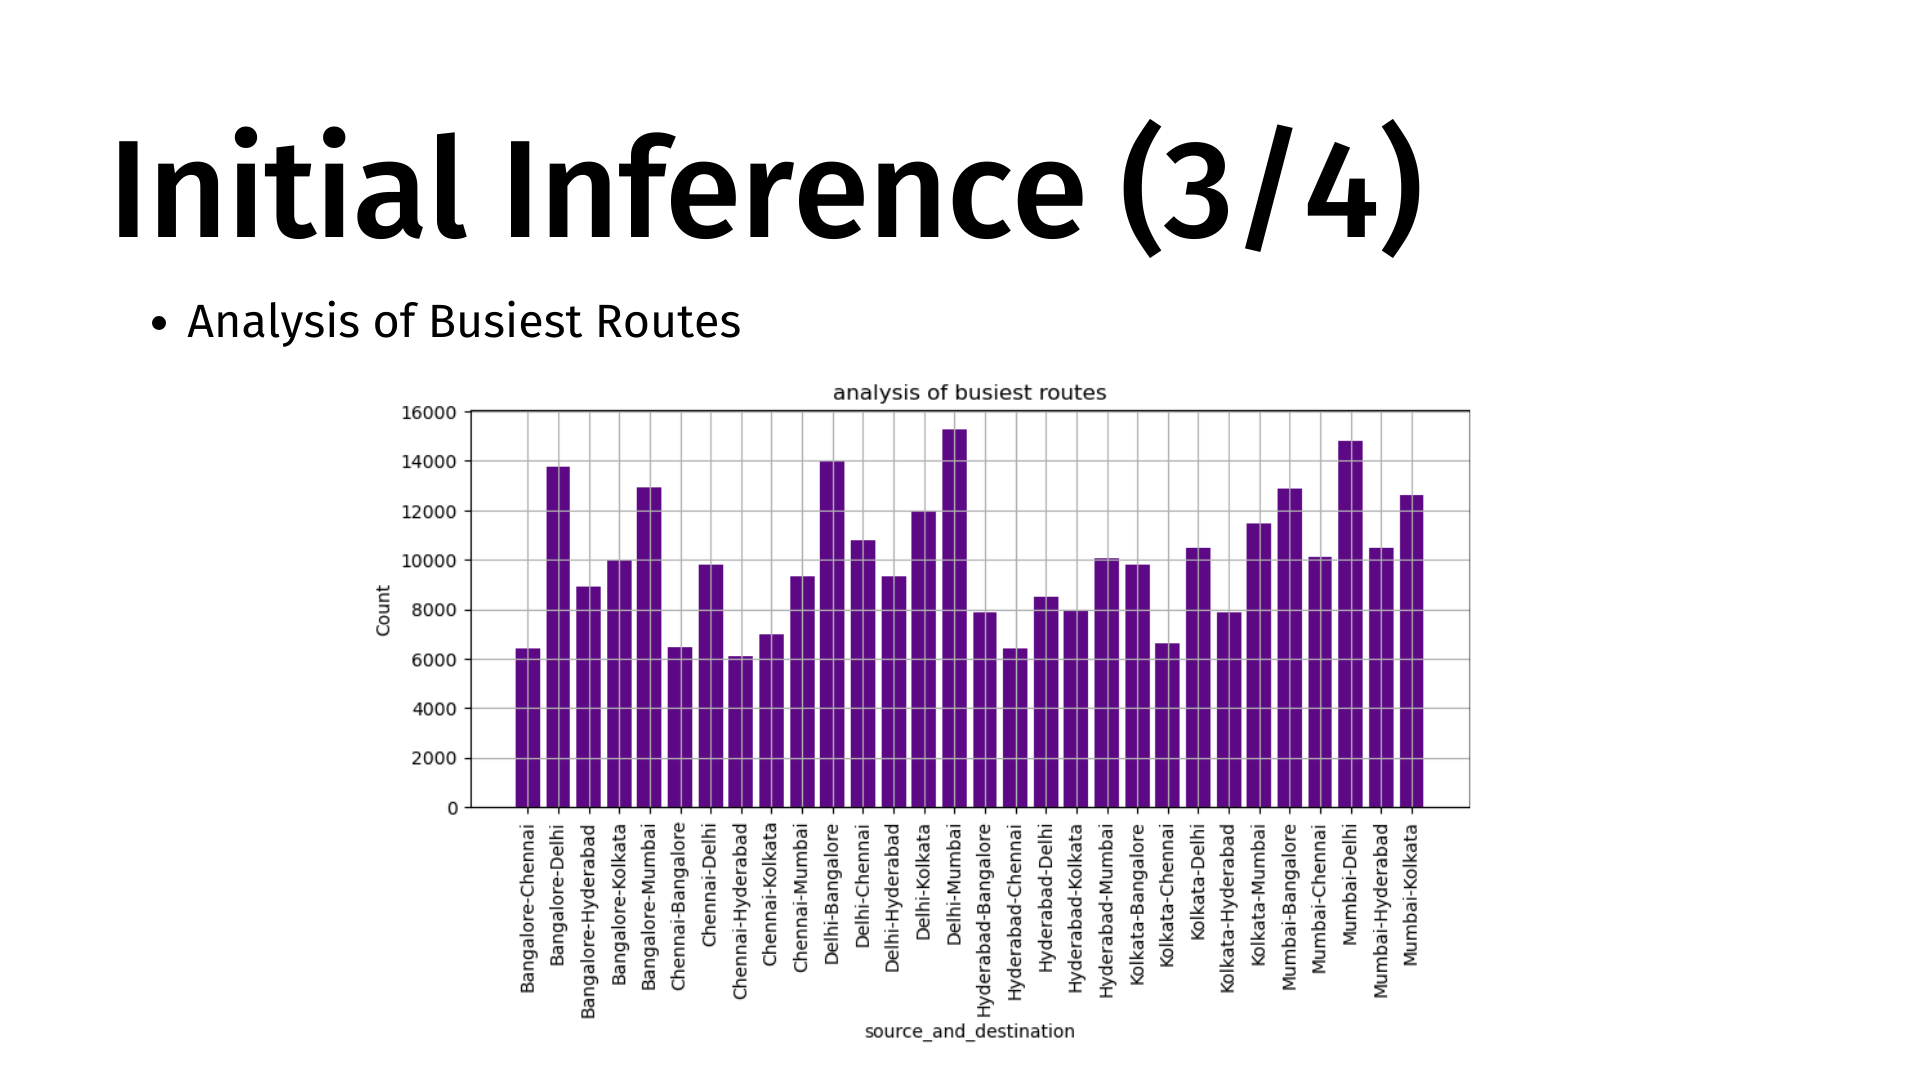 Initial Inference (3/4)
• Analysis of Busiest Routes
analysis of busiest routes
16000
14000
12000
10000
8000
6000
4000
2000
0
Count
Bangalore-Chennai
Bangalore-Delhi
Bangalore-Hyderabad
Bangalore-Kolkata
Bangalore-Mumbai
Chennai-Bangalore
Chennai-Delhi
Chennai-Hyderabad
Chennai-Kolkata
Chennai-Mumbai
Delhi-Bangalore
Delhi-Chennai
Delhi-Hyderabad
Delhi-Kolkata
Delhi-Mumbai
Hyderabad-Bangalore
Hyderabad-Chennai
Hyderabad-Delhi
Hyderabad-Kolkata
Hyderabad-Mumbai
Kolkata-Bangalore
Kolkata-Chennai
Kolkata-Delhi
Kolkata-Hyderabad
Kolkata-Mumbai
Mumbai-Bangalore
Mumbai-Chennai
Mumbai-Delhi
Mumbai-Hyderabad
Mumbai-Kolkata
source_and_destination